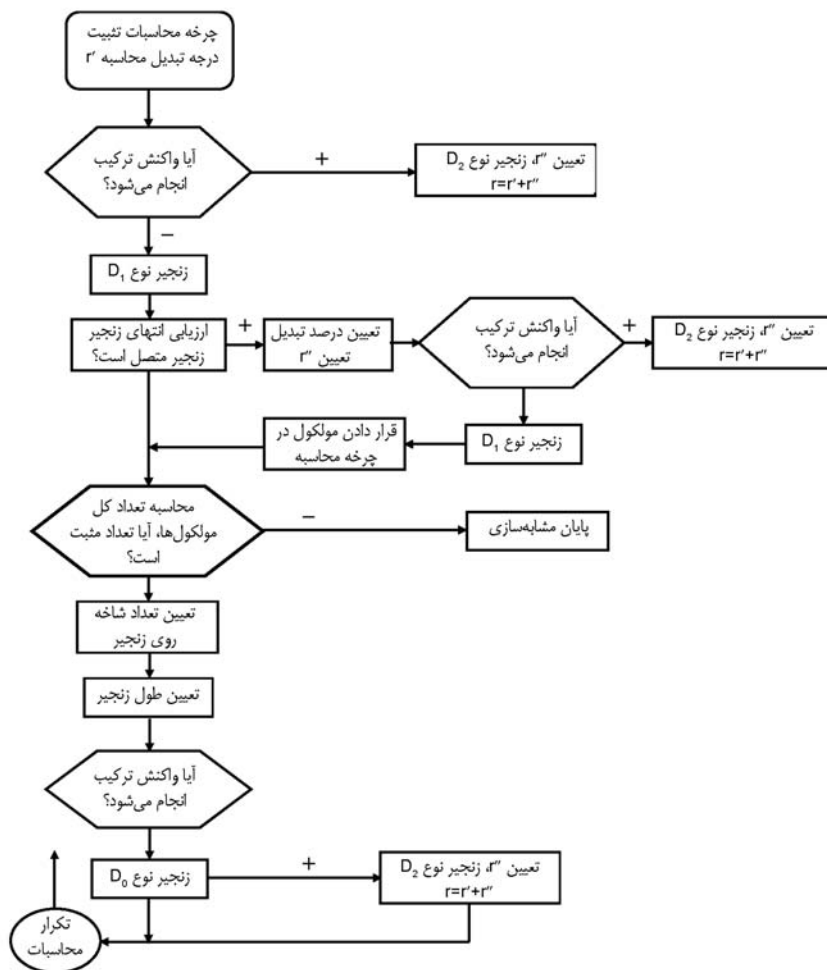 چرخه محاسبات تثبیت
درجه تبدیل محاسبه r′
آیا واکنش ترکیب
انجام می‌شود؟
+
تعیین r″، زنجیر نوع D₂
r=r′+r″
−
زنجیر نوع D₁
ارزیابی انتهای زنجیر
زنجیر متصل است؟
+
تعیین درصد تبدیل
تعیین r″
آیا واکنش ترکیب
انجام می‌شود؟
+
تعیین r″، زنجیر نوع D₂
r=r′+r″
زنجیر نوع D₁
قرار دادن مولکول در
چرخه محاسبه
محاسبه تعداد کل
مولکول‌ها، آیا تعداد مثبت
است؟
−
پایان مشابه‌سازی
تعیین تعداد شاخه
روی زنجیر
تعیین طول زنجیر
آیا واکنش ترکیب
انجام می‌شود؟
زنجیر نوع D₀
+
تعیین r″، زنجیر نوع D₂
r=r′+r″
تکرار
محاسبات